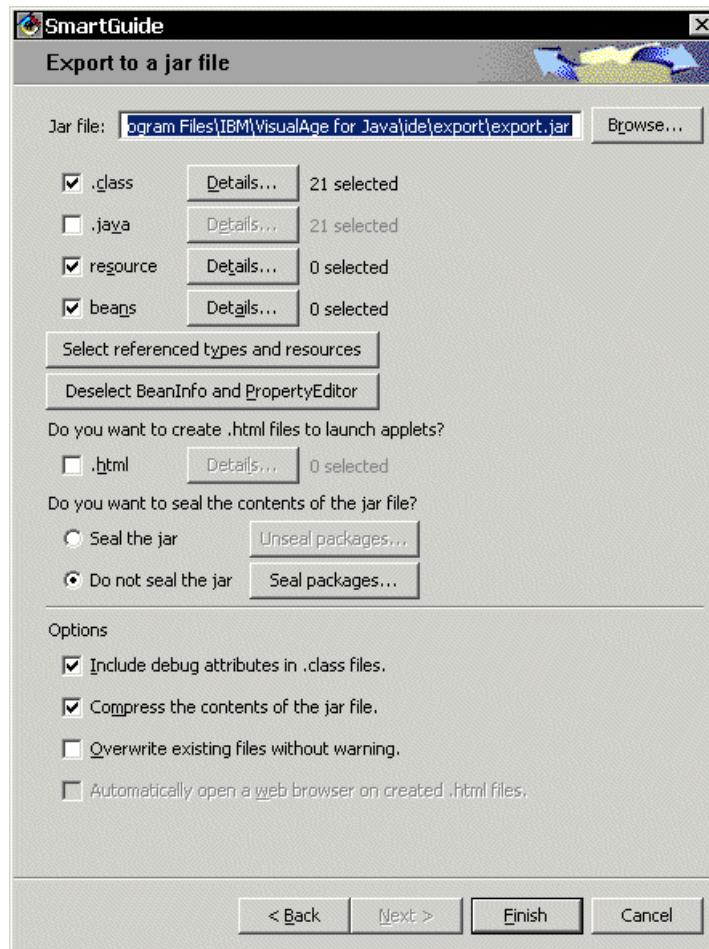 SmartGuide
Export to a jar file
Jar file: ogram Files\IBM\VisualAge for Java\ide\export\export.jar Browse...
.class Details... 21 selected
.java Details... 21 selected
resource Details... 0 selected
beans Details... 0 selected
Select referenced types and resources
Deselect BeanInfo and PropertyEditor
Do you want to create .html files to launch applets?
.html Details... 0 selected
Do you want to seal the contents of the jar file?
Seal the jar Unseal packages...
Do not seal the jar Seal packages...
Options
Include debug attributes in .class files.
Compress the contents of the jar file.
Overwrite existing files without warning.
Automatically open a web browser on created .html files.
< Back Next > Finish Cancel